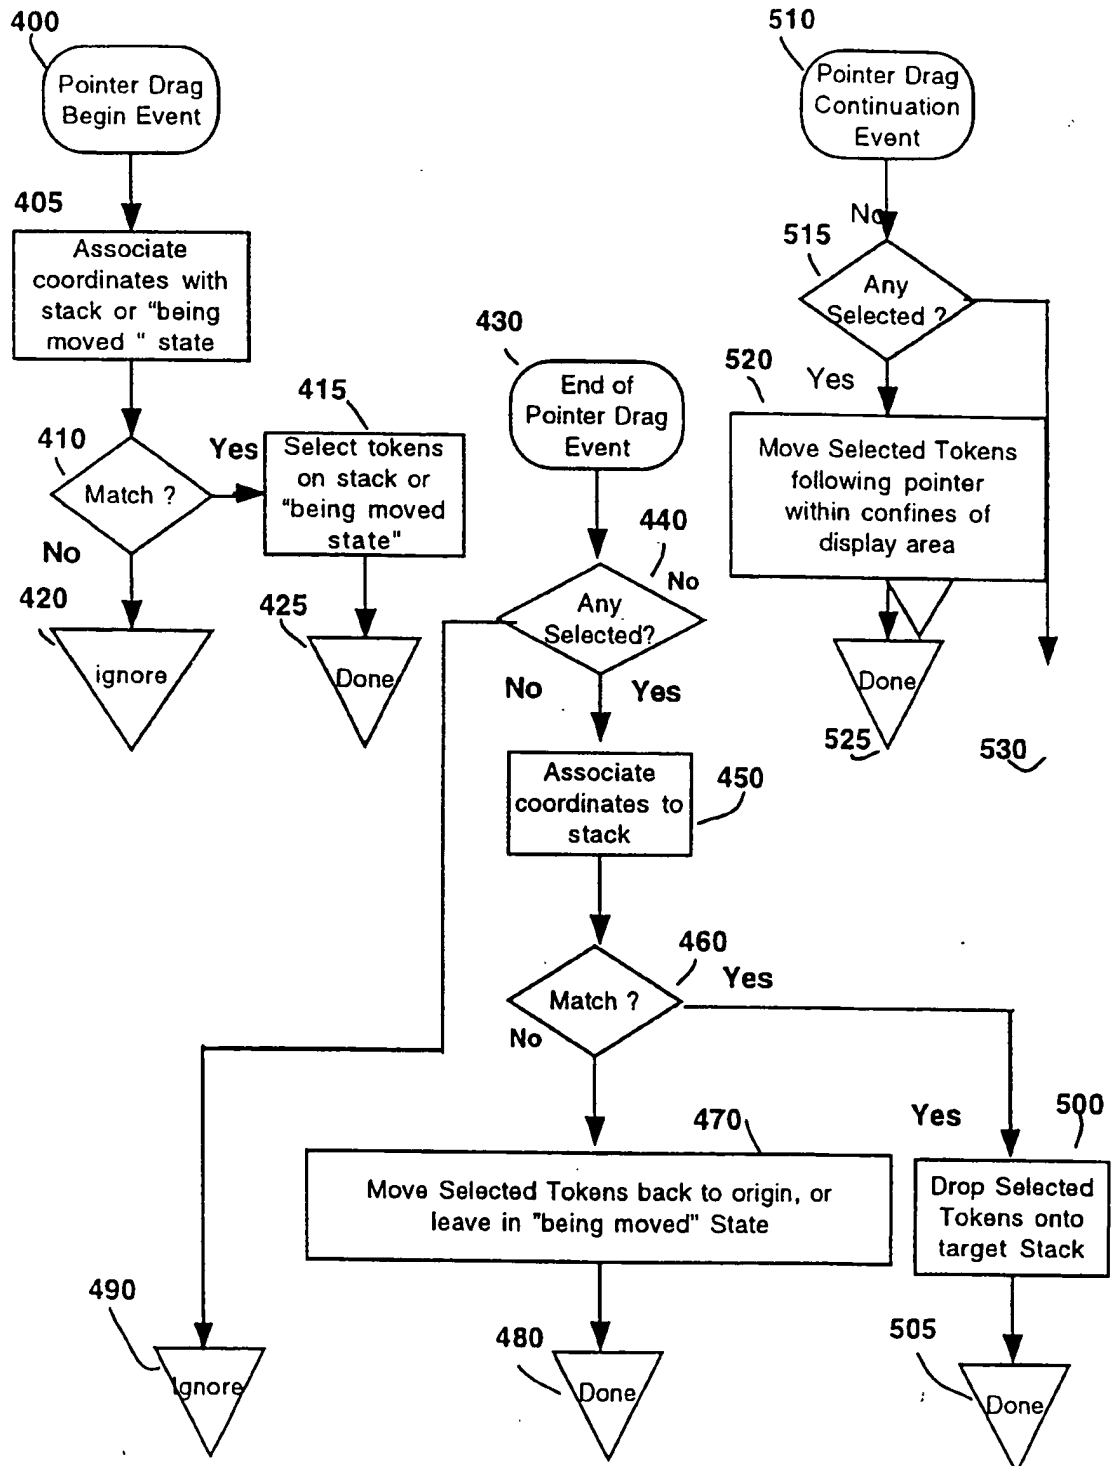 400
Pointer Drag
Begin Event
405
Associate
coordinates with
stack or "being
moved " state
410
Match ?
Yes
No
415
Select tokens
on stack or
"being moved
state"
420
ignore
425
Done
430
End of
Pointer Drag
Event
440
No
Any
Selected?
No
Yes
Associate
coordinates to
stack
450
460
Match ?
Yes
No
470
Move Selected Tokens back to origin, or
leave in "being moved" State
Yes
500
Drop Selected
Tokens onto
target Stack
490
Ignore
480
Done
505
Done
510
Pointer Drag
Continuation
Event
No
515
Any
Selected ?
Yes
520
Move Selected Tokens
following pointer
within confines of
display area
Done
525
530